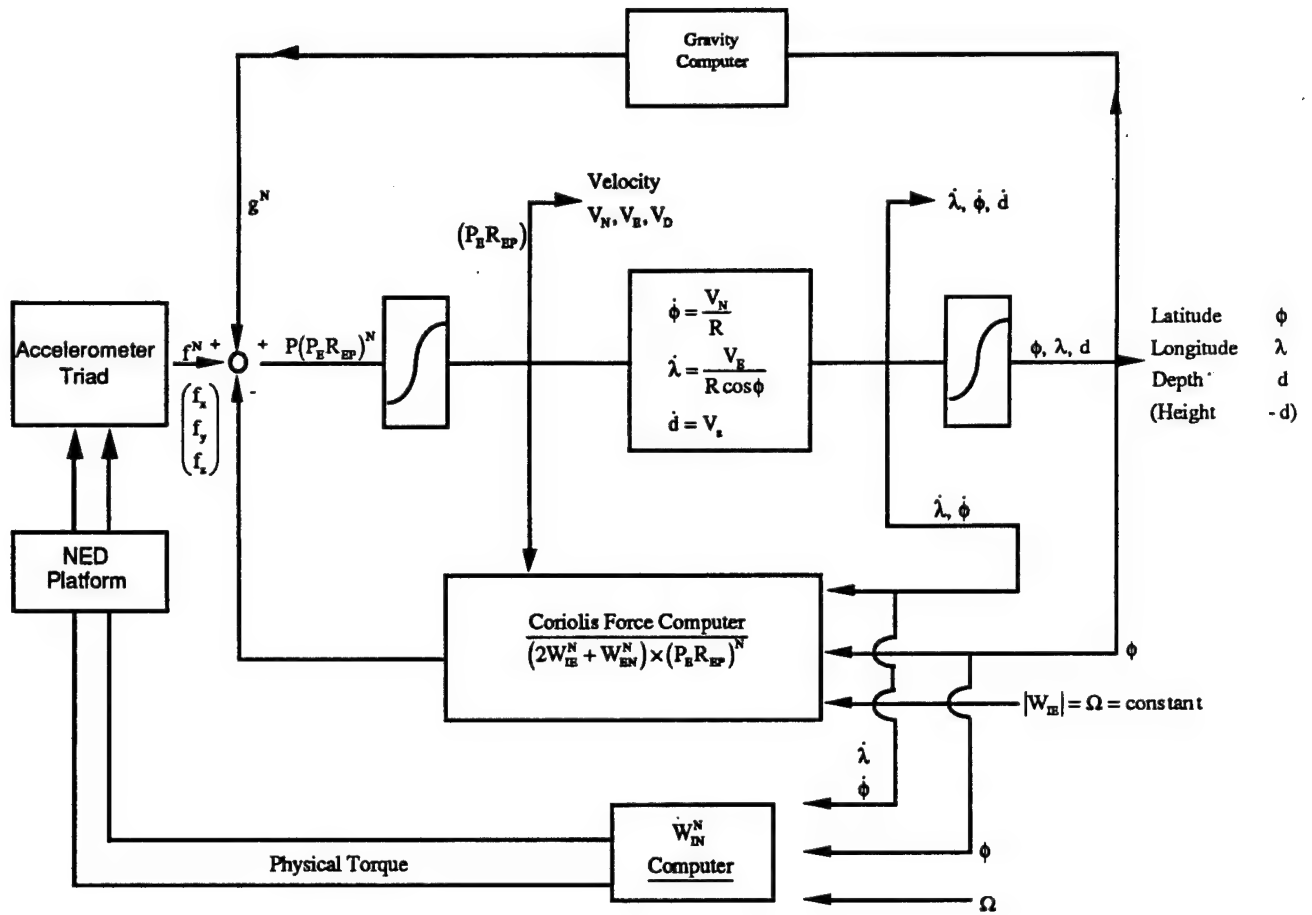 Gravity
Computer
g^N
Velocity
V_N, V_E, V_D
(P_E R_EP)
λ̇, φ̇, ḋ
Accelerometer
Triad
f^N +
+
-
(f_x
f_y
f_z)
P(P_E R_EP)^N
φ̇ = V_N / R
λ̇ = V_E / R cos φ
ḋ = V_z
φ, λ, d
Latitude φ
Longitude λ
Depth d
(Height - d)
λ̇, φ̇
NED
Platform
Coriolis Force Computer
(2W_IE^N + W_EN^N) × (P_E R_EP)^N
φ
|W_IE| = Ω = constant
λ̇
φ̇
Ẇ_IN^N
Computer
Physical Torque
φ
Ω